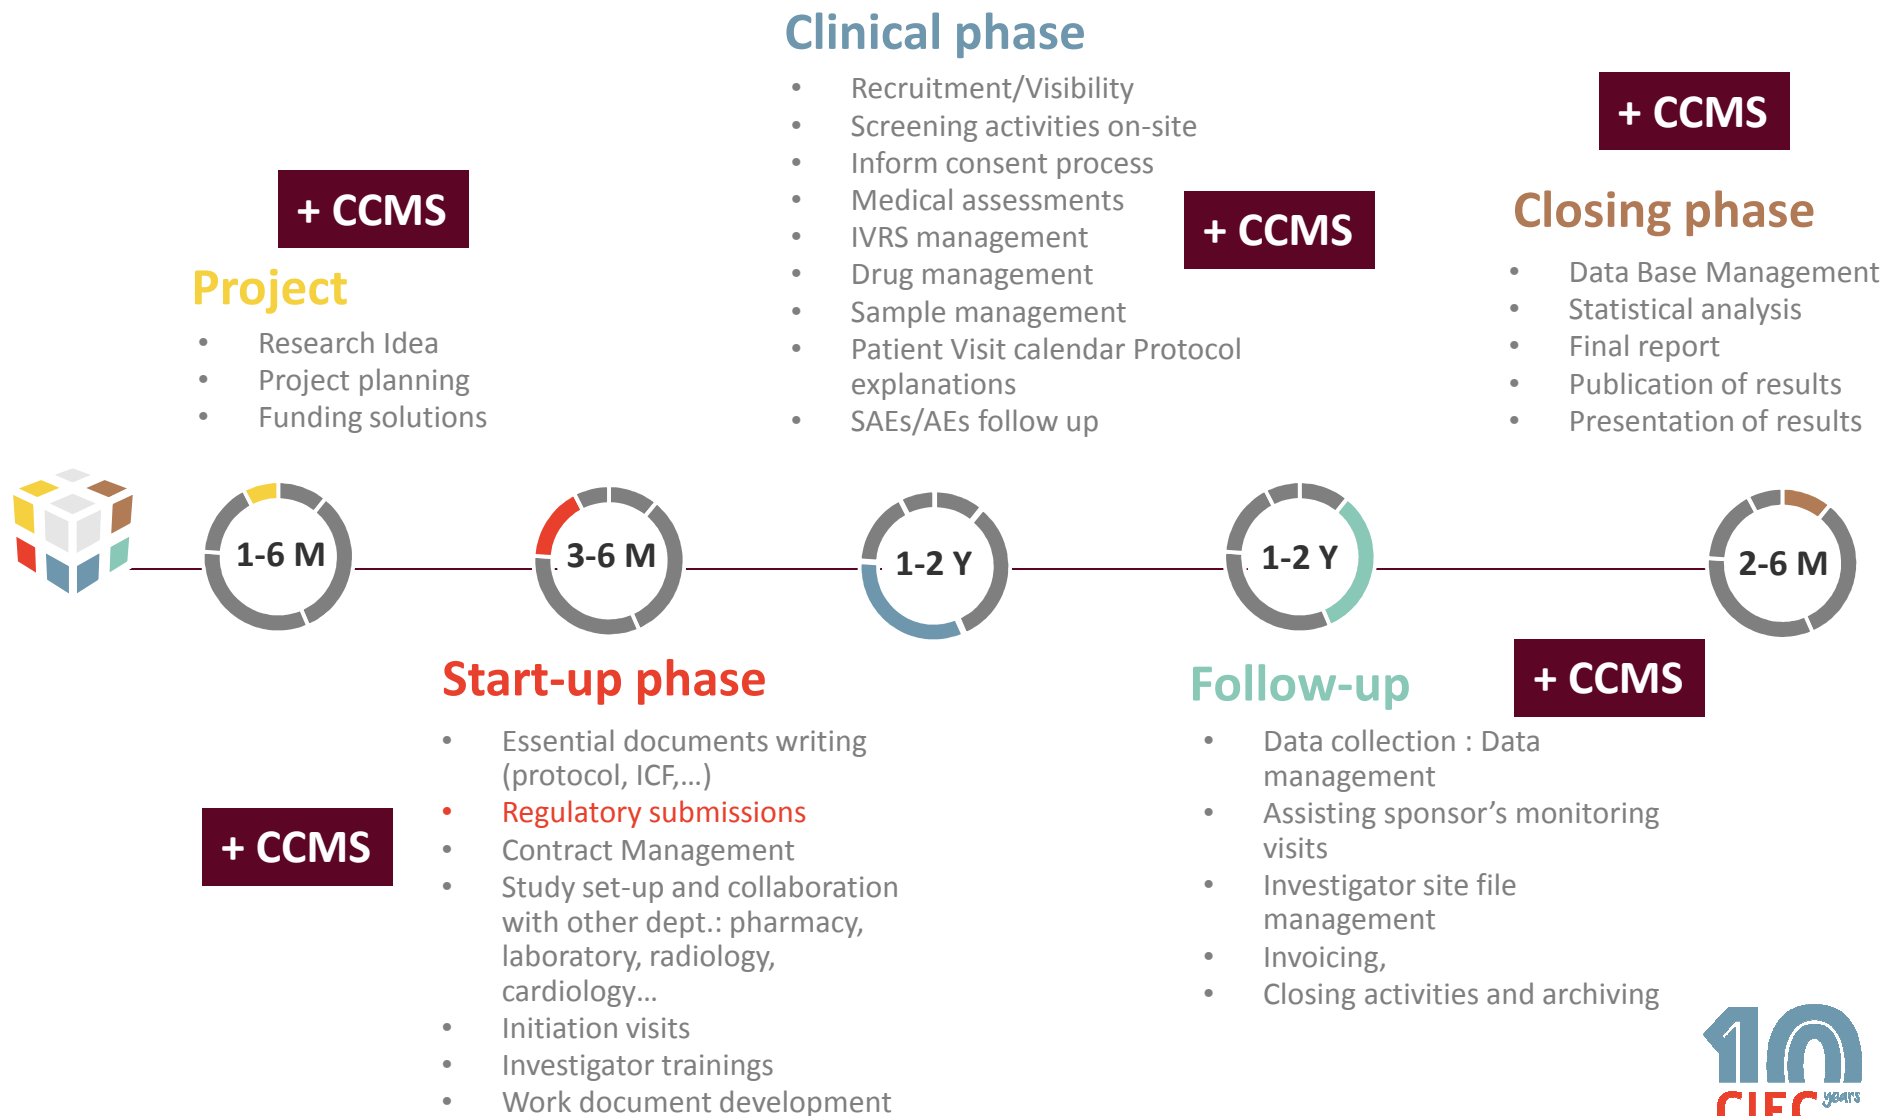 Clinical phase
• Recruitment/Visibility
• Screening activities on-site
• Inform consent process
• Medical assessments
• IVRS management
• Drug management
• Sample management
• Patient Visit calendar Protocol
explanations
• SAEs/AEs follow up
+ CCMS
+ CCMS
Project
• Research Idea
• Project planning
• Funding solutions
+ CCMS
Closing phase
• Data Base Management
• Statistical analysis
• Final report
• Publication of results
• Presentation of results
1-6 M
3-6 M
1-2 Y
1-2 Y
2-6 M
Start-up phase
• Essential documents writing
(protocol, ICF,...)
• Regulatory submissions
• Contract Management
• Study set-up and collaboration
with other dept.: pharmacy,
laboratory, radiology,
cardiology...
• Initiation visits
• Investigator trainings
• Work document development
+ CCMS
Follow-up
+ CCMS
• Data collection : Data
management
• Assisting sponsor's monitoring
visits
• Investigator site file
management
• Invoicing,
• Closing activities and archiving
10
CIEC years